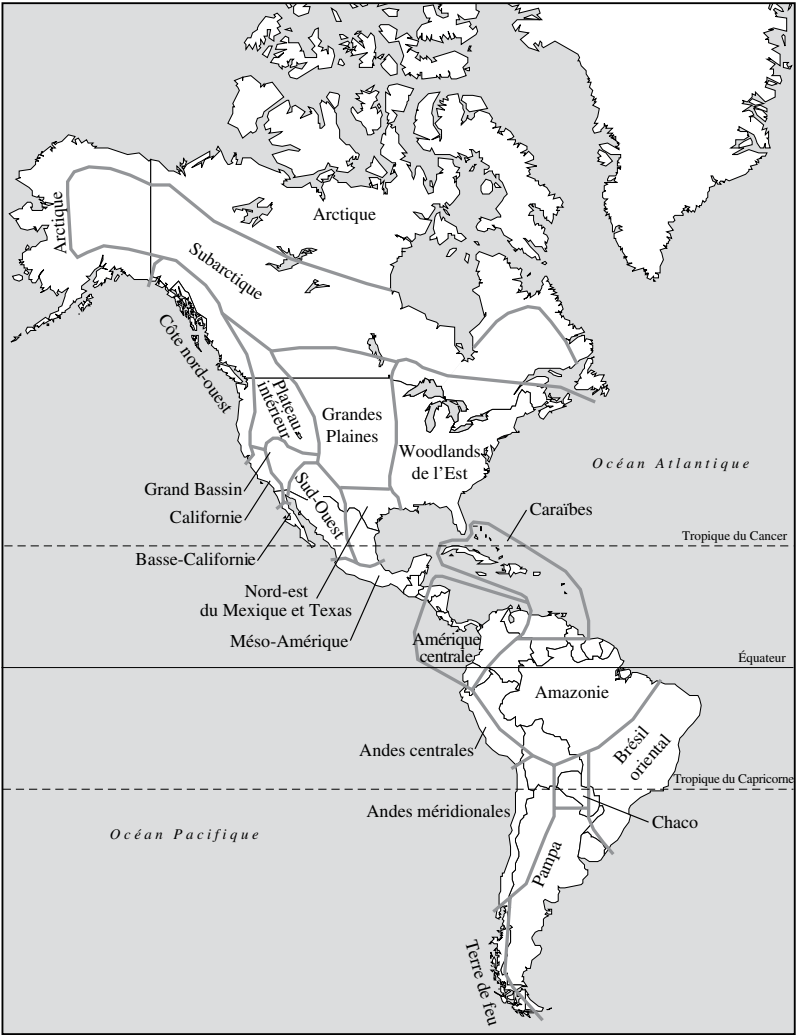 Arctique
Arctique
Subarctique
Côte nord-ouest
Plateau
intérieur
Grandes
Plaines
Woodlands
de l'Est
Océan Atlantique
Grand Bassin
Sud-Ouest
Californie
Caraïbes
Tropique du Cancer
Basse-Californie
Nord-est
du Mexique et Texas
Méso-Amérique
Amérique
centrale
Équateur
Amazonie
Brésil
oriental
Andes centrales
Tropique du Capricorne
Andes méridionales
Chaco
Océan Pacifique
Pampa
Terre de feu